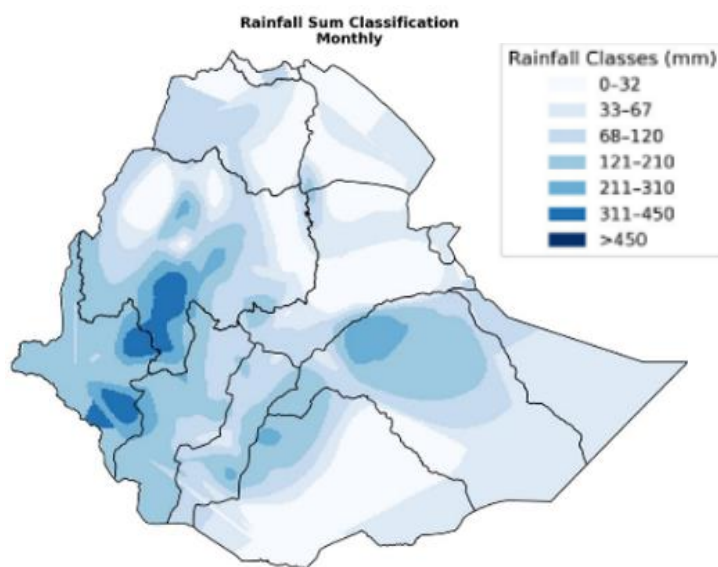 Rainfall Sum Classification
Monthly
Rainfall Classes (mm)
0–32
33–67
68–120
121–210
211–310
311–450
>450